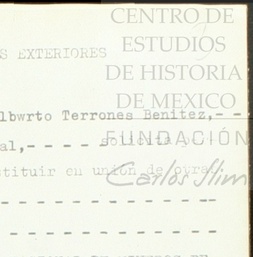 CENTRO DE
ESTUDIOS
S EXTERIORES
DE HISTORIA
DE MEXICO
lbwrto Terrones Benitez,- -
FUNDACIÓN
al,- - - - - solicita
Carlos Slim
stituír en unión de
- - - - - - - - - - -
- - - - - - - - - - -